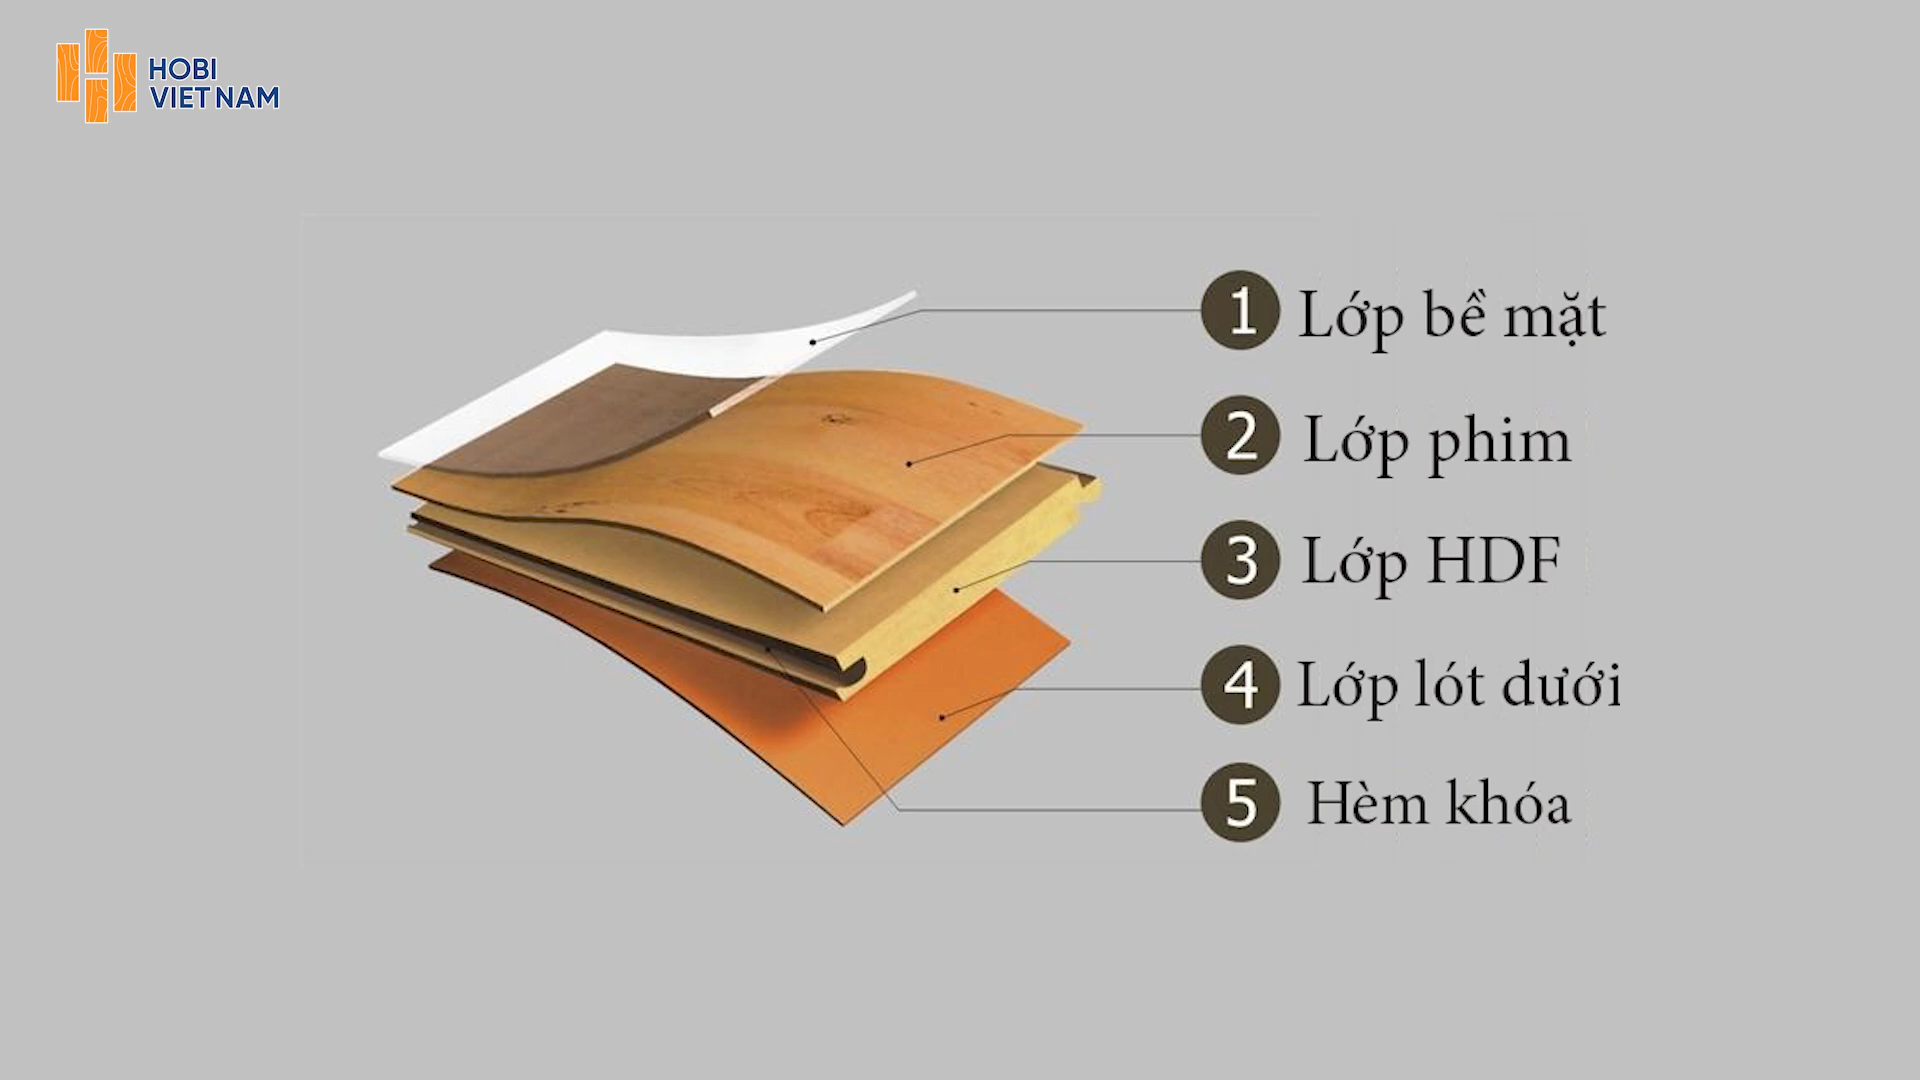 HOBI
VIETNAM
1 Lớp bề mặt
2 Lớp phim
3 Lớp HDF
4 Lớp lót dưới
5 Hèm khóa